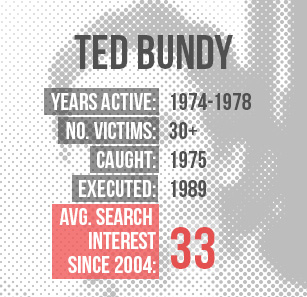 TED BUNDY
YEARS ACTIVE: 1974-1978
NO. VICTIMS: 30+
CAUGHT: 1975
EXECUTED: 1989
AVG. SEARCH
INTEREST
SINCE 2004: 33